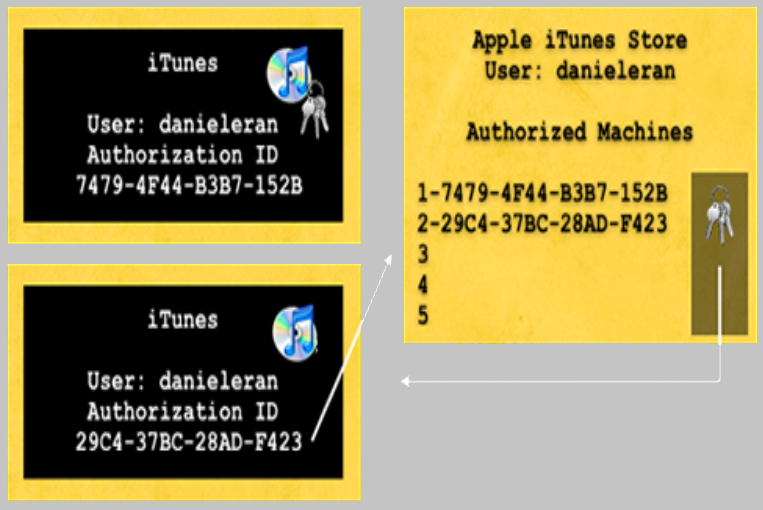 iTunes
User: danieleran
Authorization ID
7479-4F44-B3B7-152B
iTunes
User: danieleran
Authorization ID
29C4-37BC-28AD-F423
Apple iTunes Store
User: danieleran
Authorized Machines
1-7479-4F44-B3B7-152B
2-29C4-37BC-28AD-F423
3
4
5